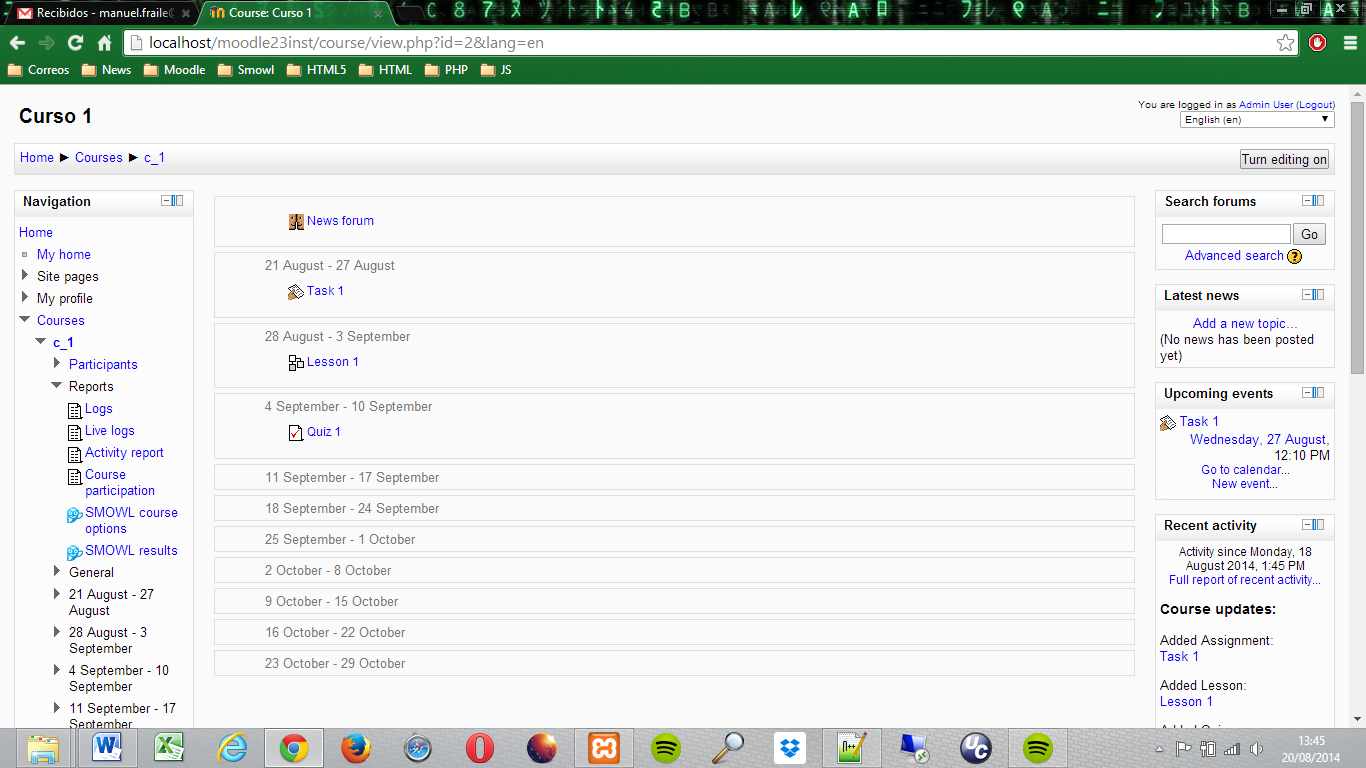 Recibidos - manuel.fraile@
Course: Curso 1
localhost/moodle23inst/course/view.php?id=2&lang=en
Correos
News
Moodle
Smowl
HTML5
HTML
PHP
JS
Curso 1
You are logged in as Admin User (Logout)
English (en)
Home ► Courses ► c_1
Turn editing on
Navigation
Home
My home
Site pages
My profile
Courses
c_1
Participants
Reports
Logs
Live logs
Activity report
Course
participation
SMOWL course
options
SMOWL results
General
21 August - 27
August
28 August - 3
September
4 September - 10
September
11 September - 17
September
News forum
21 August - 27 August
Task 1
28 August - 3 September
Lesson 1
4 September - 10 September
Quiz 1
11 September - 17 September
18 September - 24 September
25 September - 1 October
2 October - 8 October
9 October - 15 October
16 October - 22 October
23 October - 29 October
Search forums
Go
Advanced search ?
Latest news
Add a new topic...
(No news has been posted
yet)
Upcoming events
Task 1
Wednesday, 27 August,
12:10 PM
Go to calendar...
New event...
Recent activity
Activity since Monday, 18
August 2014, 1:45 PM
Full report of recent activity...
Course updates:
Added Assignment:
Task 1
Added Lesson:
Lesson 1
13:45
20/08/2014